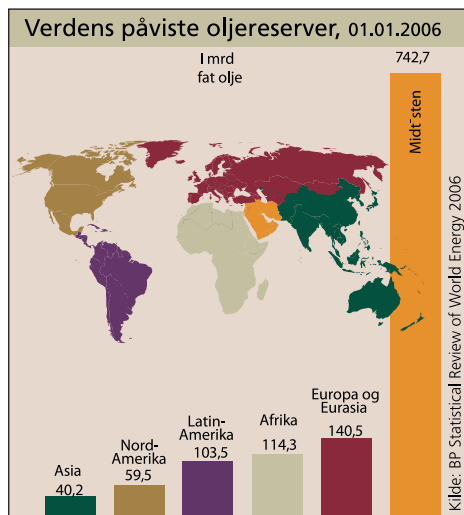 Verdens påviste oljereserver, 01.01.2006
I mrd
fat olje
742,7
Midt¯sten
Europa og
Eurasia
140,5
Afrika
114,3
Latin-
Amerika
103,5
Nord-
Amerika
59,5
Asia
40,2
Kilde: BP Statistical Review of World Energy 2006